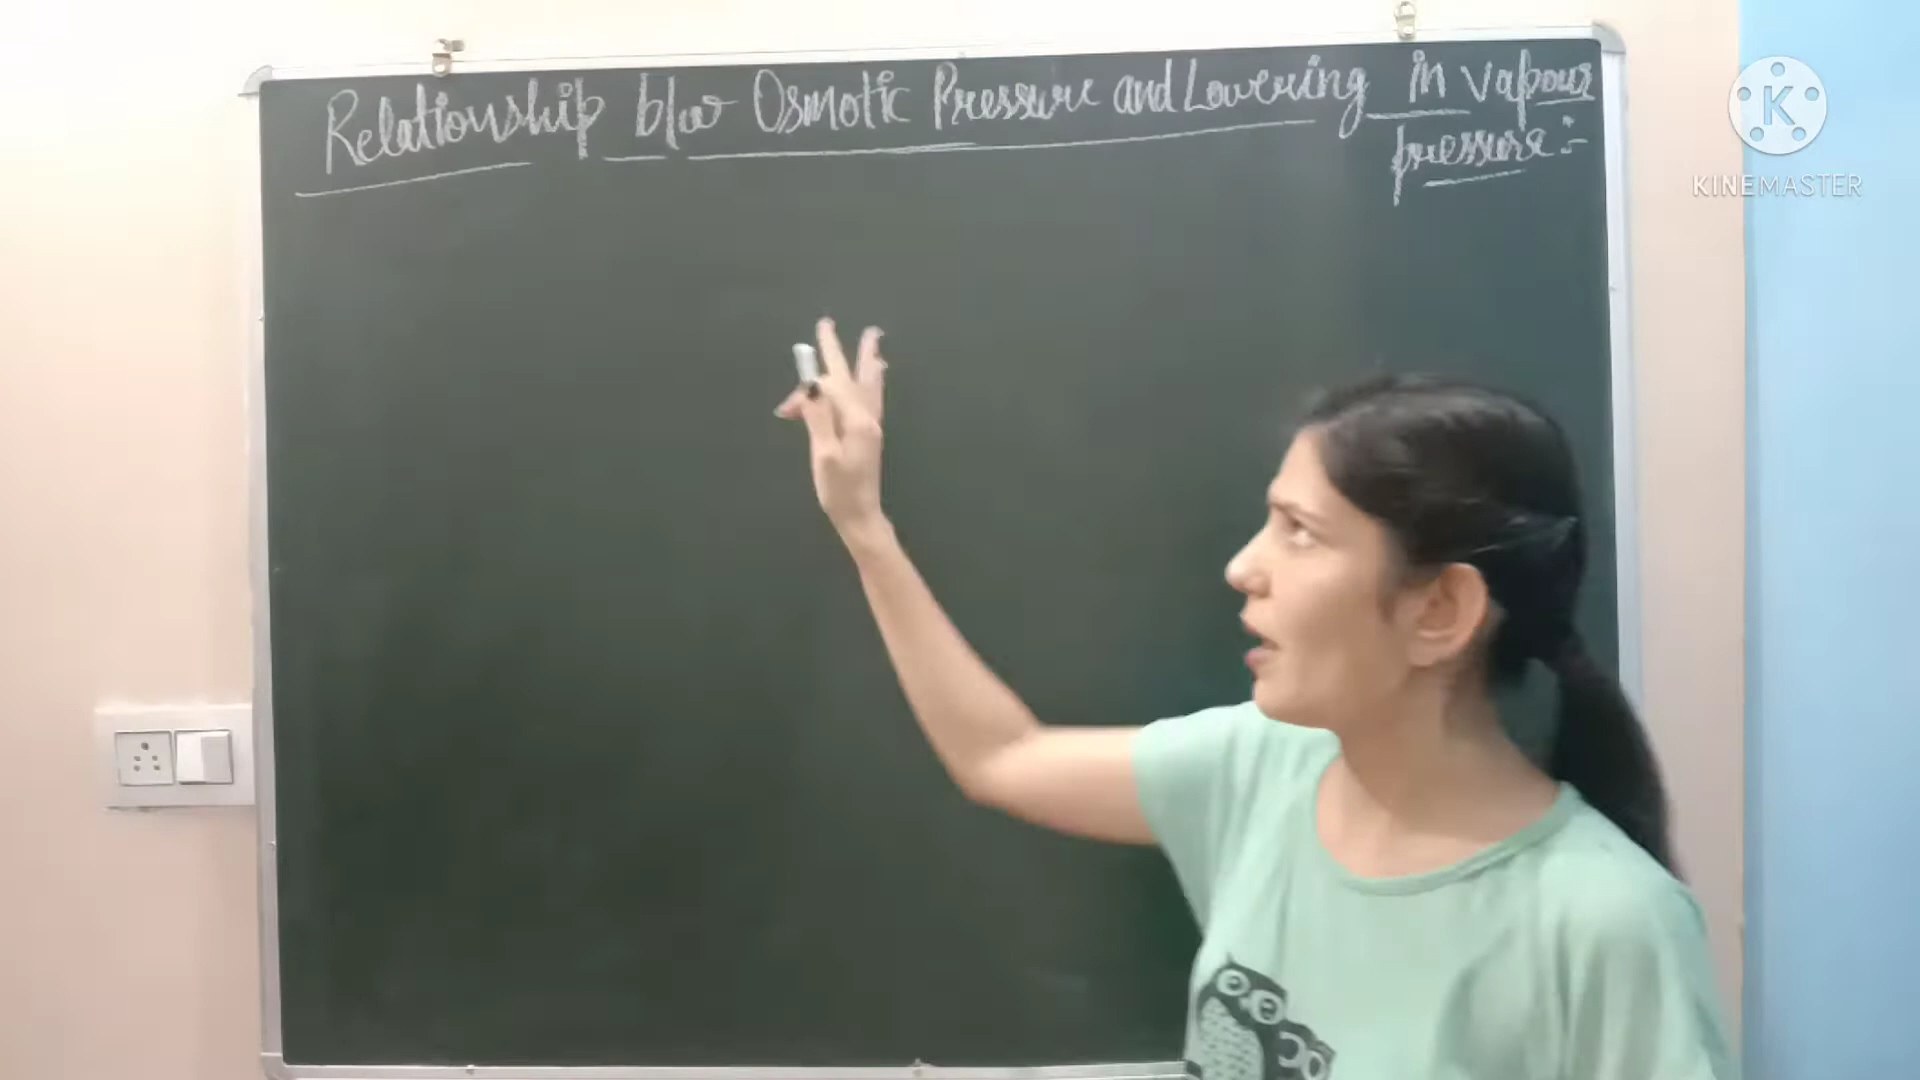 Relationship b/w Osmotic Pressure and Lowering in vapour
pressure :-
K
KINEMASTER